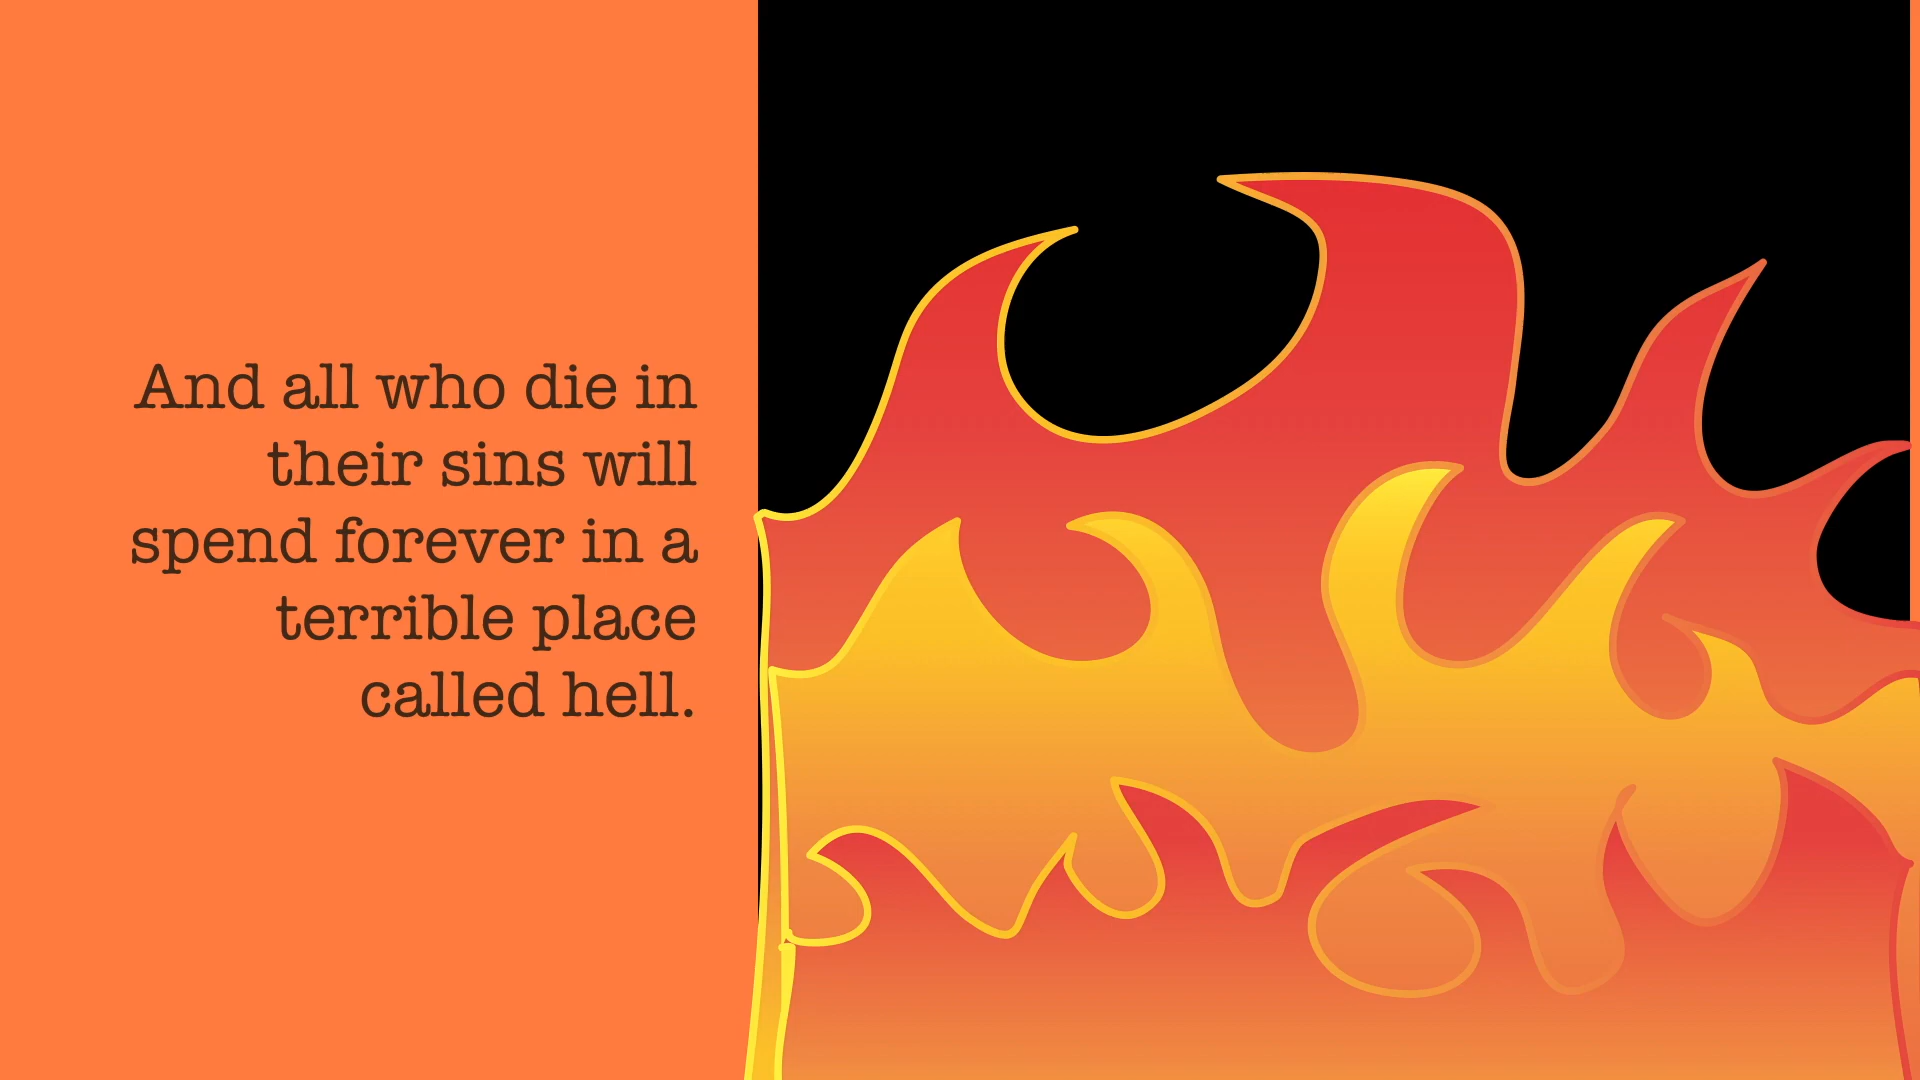 And all who die in
their sins will
spend forever in a
terrible place
called hell.